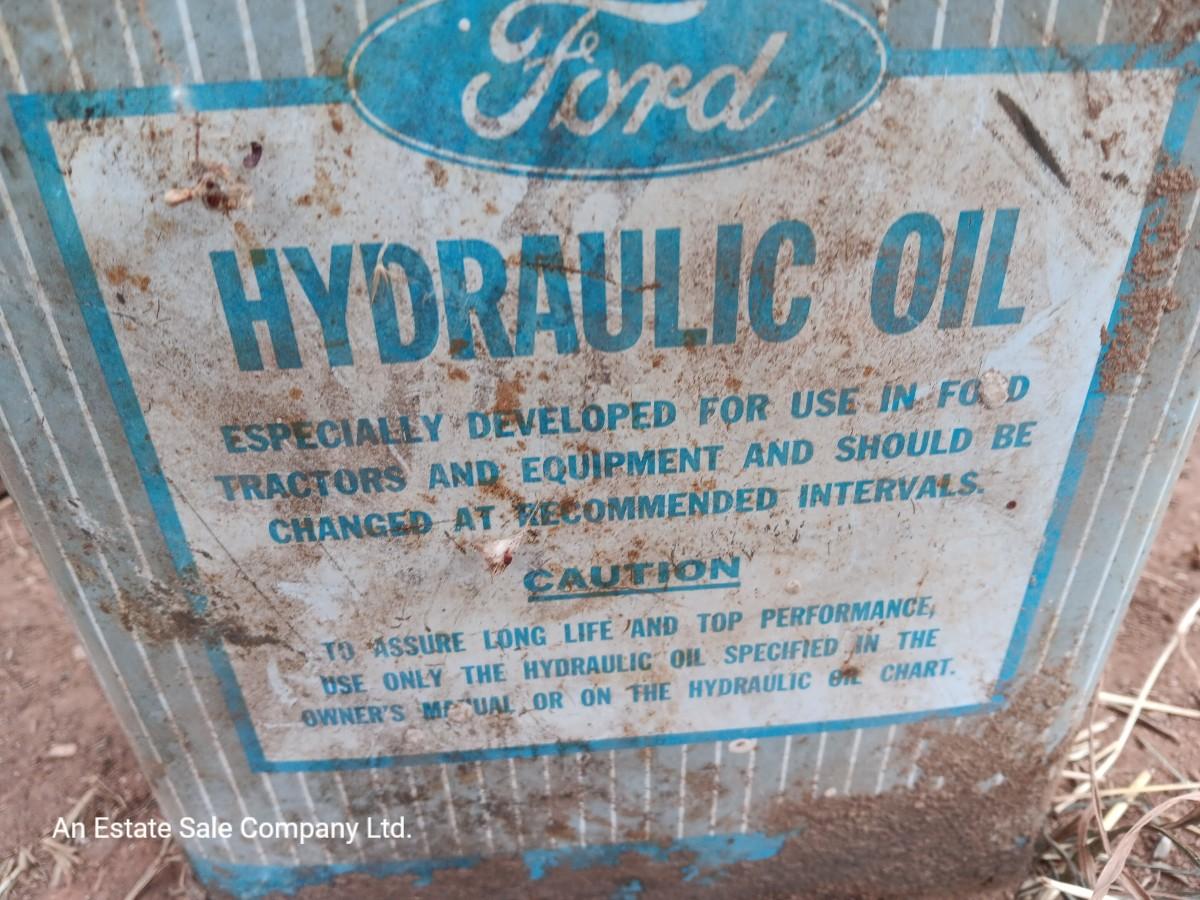 Ford
HYDRAULIC OIL
ESPECIALLY DEVELOPED FOR USE IN FORD
TRACTORS AND EQUIPMENT AND SHOULD BE
CHANGED AT RECOMMENDED INTERVALS.
CAUTION
TO ASSURE LONG LIFE AND TOP PERFORMANCE,
USE ONLY THE HYDRAULIC OIL SPECIFIED IN THE
OWNER'S MANUAL OR ON THE HYDRAULIC OIL CHART.
An Estate Sale Company Ltd.